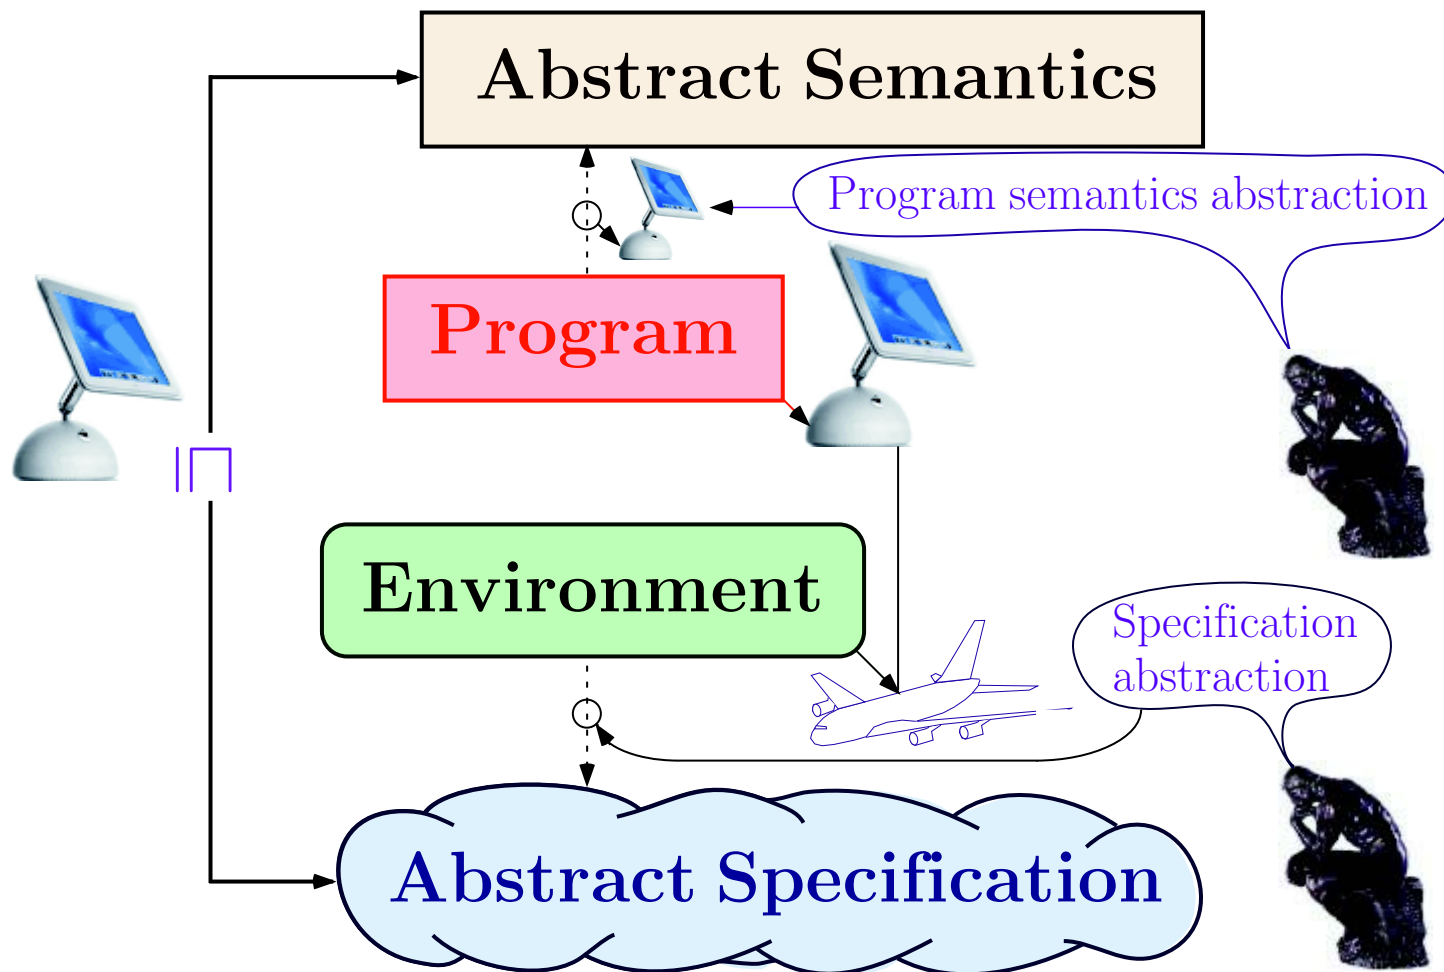 Abstract Semantics
Program semantics abstraction
Program
Environment
Specification
abstraction
Abstract Specification